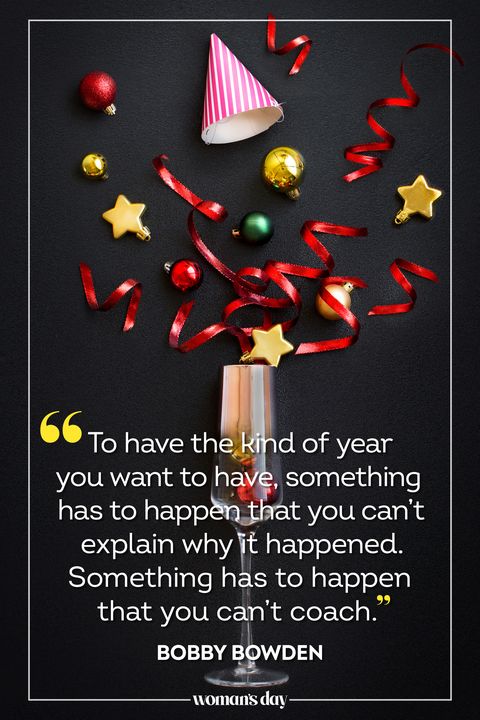 “To have the kind of year
you want to have, something
has to happen that you can’t
explain why it happened.
Something has to happen
that you can’t coach.”
BOBBY BOWDEN
woman's day